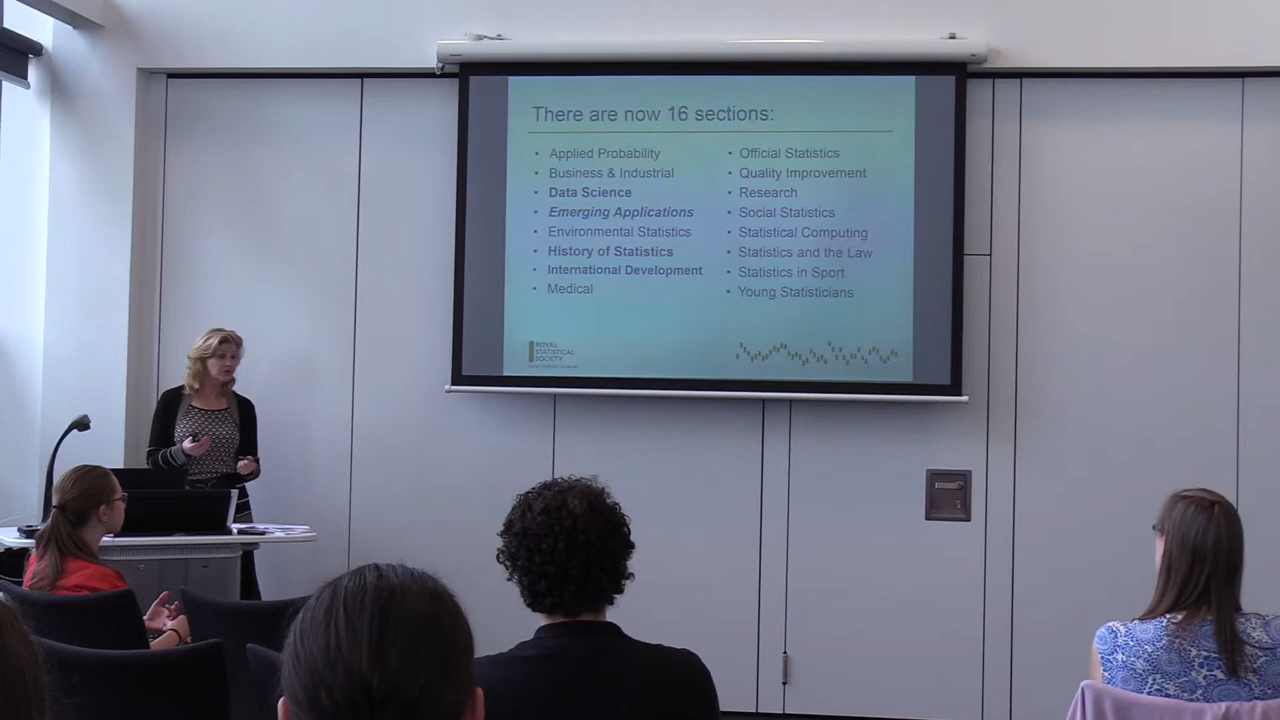 There are now 16 sections:
• Applied Probability
• Business & Industrial
• Data Science
• Emerging Applications
• Environmental Statistics
• History of Statistics
• International Development
• Medical
• Official Statistics
• Quality Improvement
• Research
• Social Statistics
• Statistical Computing
• Statistics and the Law
• Statistics in Sport
• Young Statisticians
ROYAL
STATISTICAL
SOCIETY